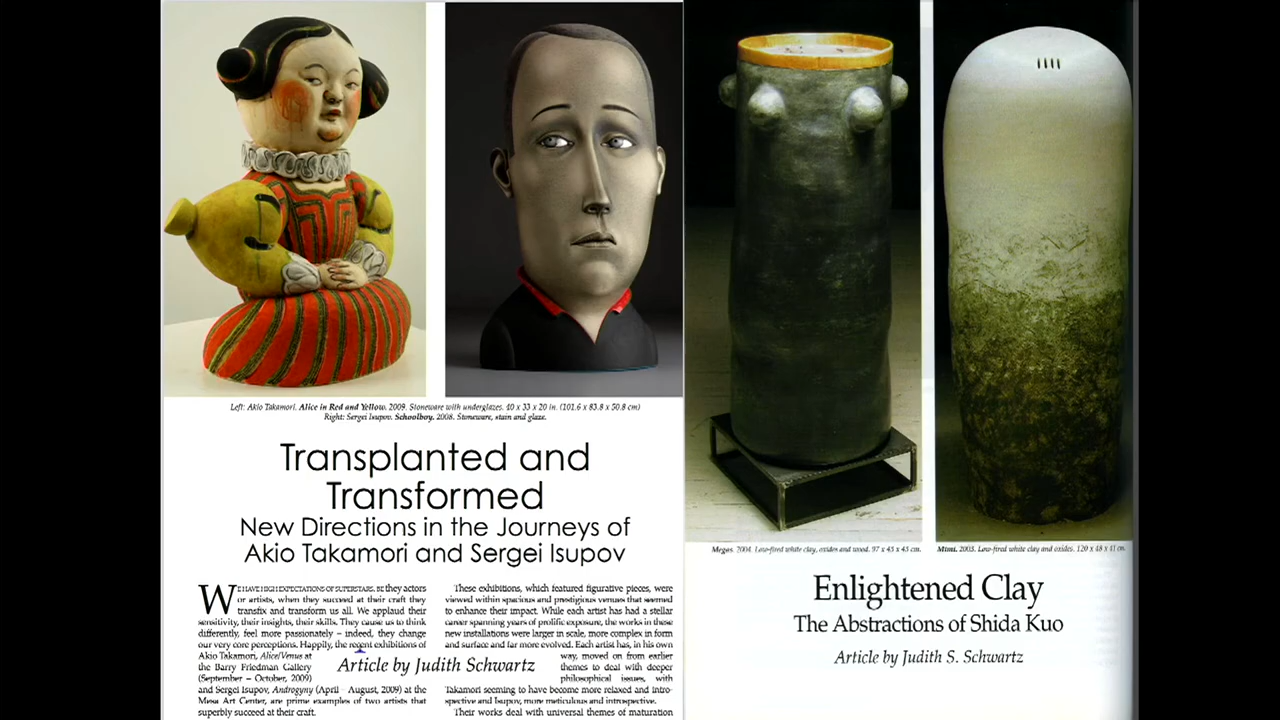 Left: Akio Takamori. Alice in Red and Yellow. 2009. Stoneware with underglazes. 40 x 33 x 20 in. (101.6 x 83.8 x 50.8 cm)
Right: Sergei Isupov. Schoolboy. 2008. Stoneware, stain and glaze.
Transplanted and
Transformed
New Directions in the Journeys of
Akio Takamori and Sergei Isupov
WE HAVE HIGH EXPECTATIONS OF SUPERSTARS. BE they actors
or artists, when they succeed at their craft they
transfix and transform us all. We applaud their
sensitivity, their insights, their skills. They cause us to think
differently, feel more passionately – indeed, they change
our very core perceptions. Happily, the recent exhibitions of
Akio Takamori, Alice/Venus at
the Barry Friedman Gallery
(September – October, 2009)
and Sergei Isupov, Androgyny (April – August, 2009) at the
Mesa Art Center, are prime examples of two artists that
superbly succeed at their craft.
Article by Judith Schwartz
These exhibitions, which featured figurative pieces, were
viewed within spacious and prestigious venues that seemed
to enhance their impact. While each artist has had a stellar
career spanning years of prolific exposure, the works in these
new installations were larger in scale, more complex in form
and surface and far more evolved. Each artist has, in his own
way, moved on from earlier
themes to deal with deeper
philosophical issues, with
Takamori seeming to have become more relaxed and intro-
spective and Isupov, more meticulous and introspective.
Their works deal with universal themes of maturation
Megos. 2004. Low-fired white clay, oxides and wood. 97 x 45 x 45 cm.
Mimi. 2003. Low-fired white clay and oxides. 120 x 48 x 41 cm.
Enlightened Clay
The Abstractions of Shida Kuo
Article by Judith S. Schwartz